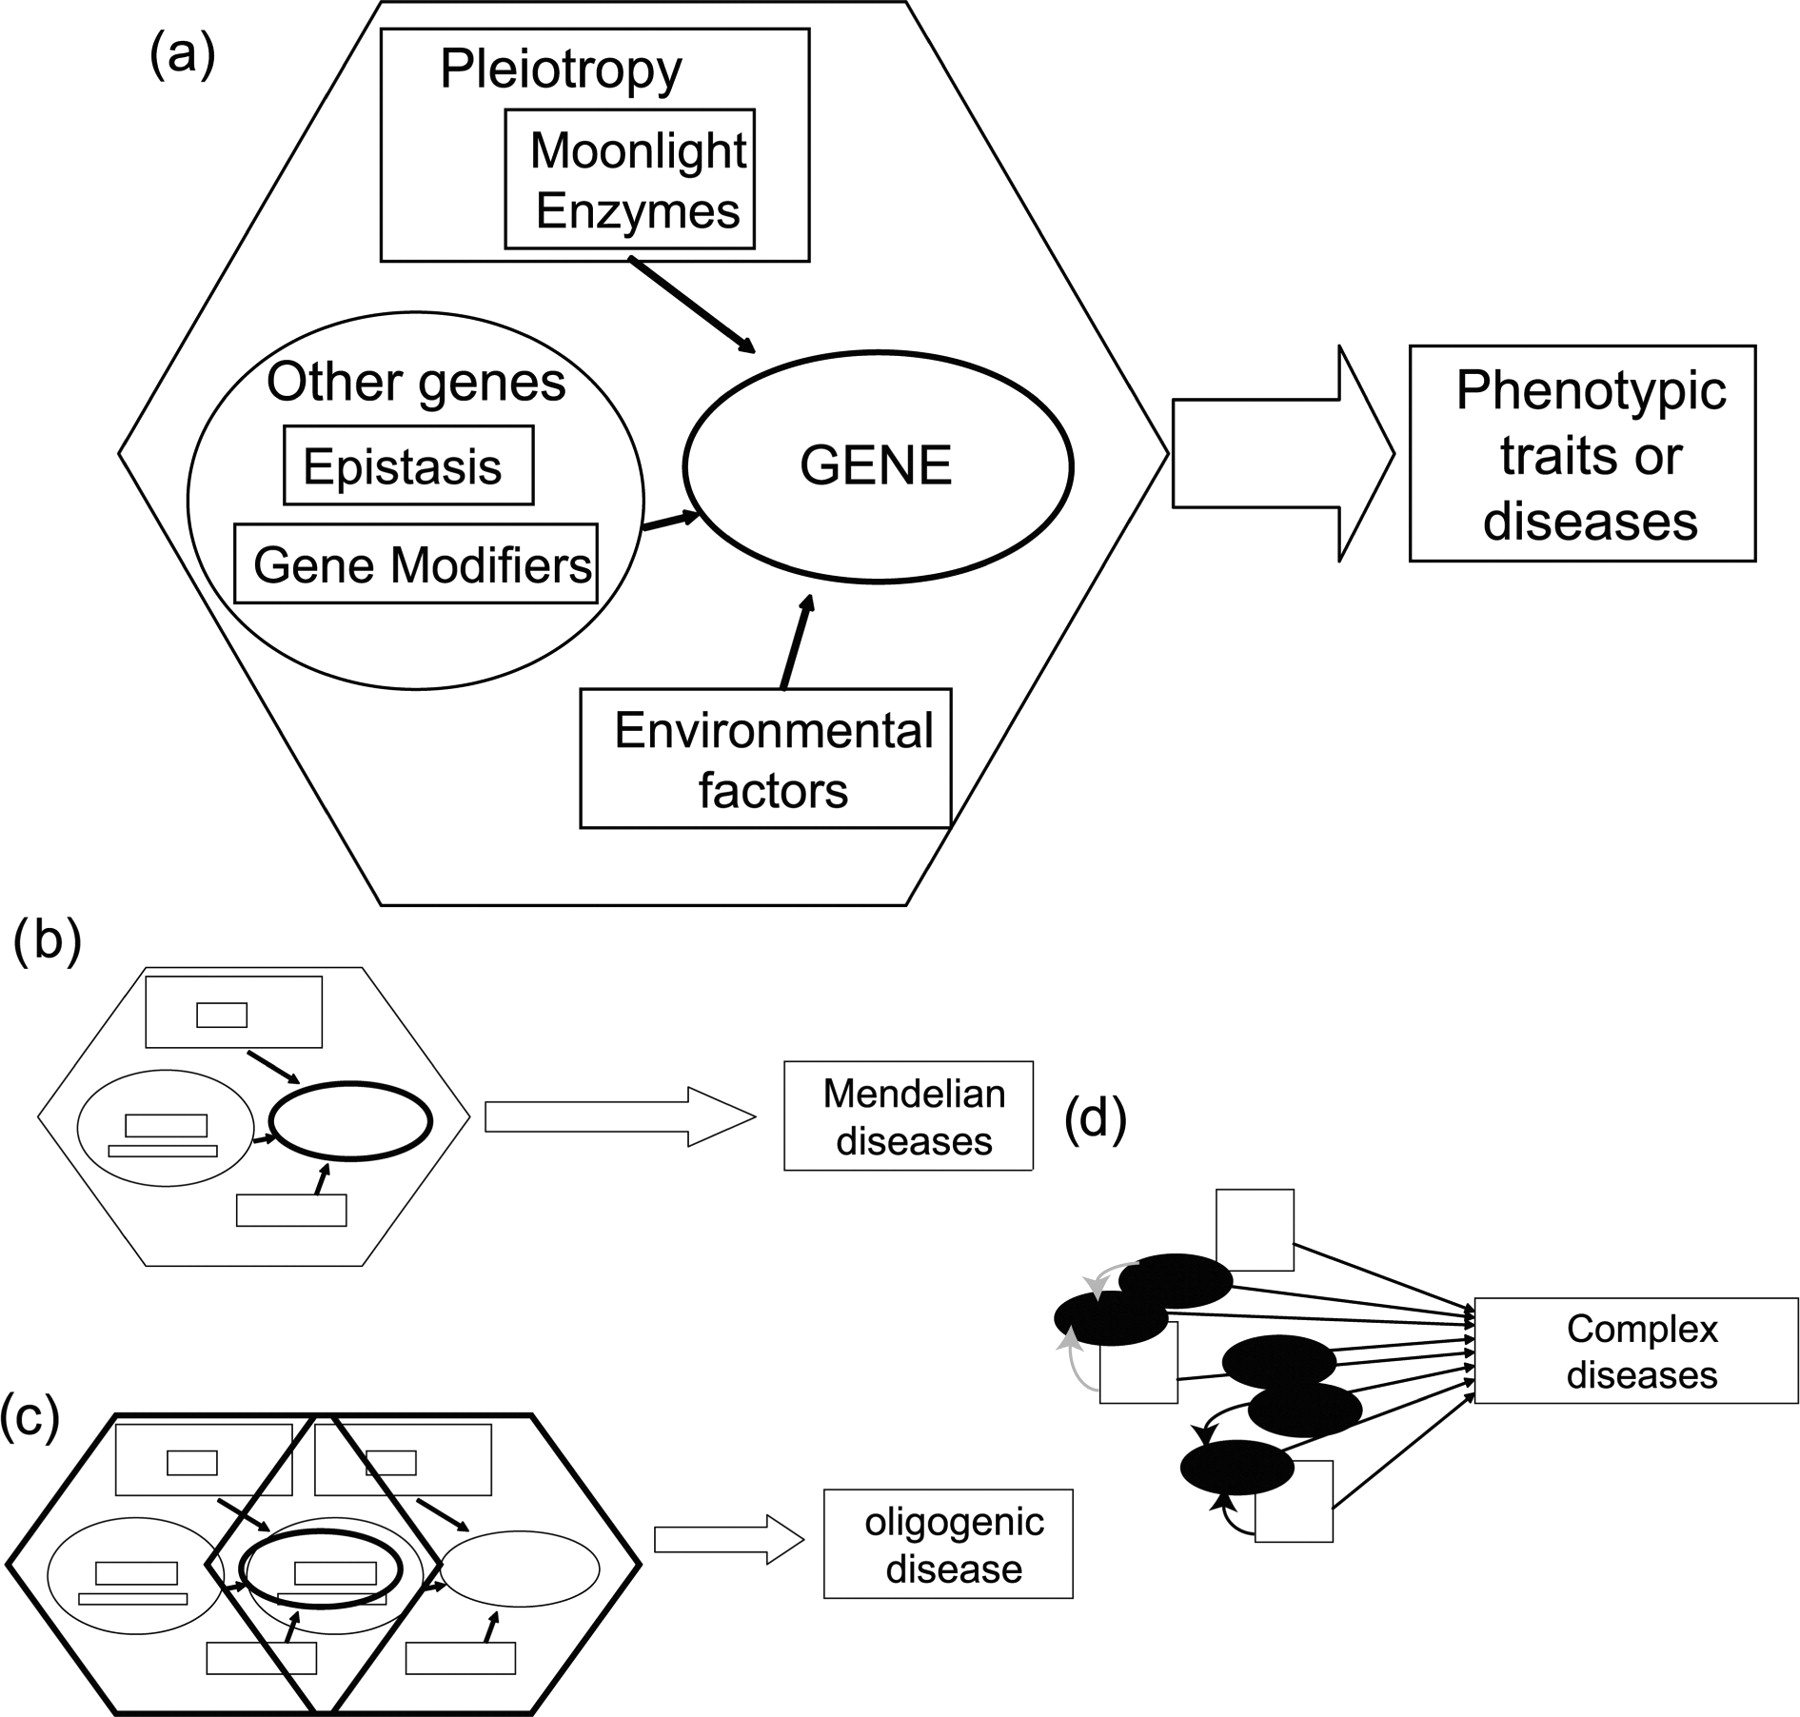 (a)
Pleiotropy
Moonlight
Enzymes
Other genes
Epistasis
Gene Modifiers
GENE
Environmental
factors
Phenotypic
traits or
diseases
(b)
Mendelian
diseases
(d)
Complex
diseases
(c)
oligogenic
disease